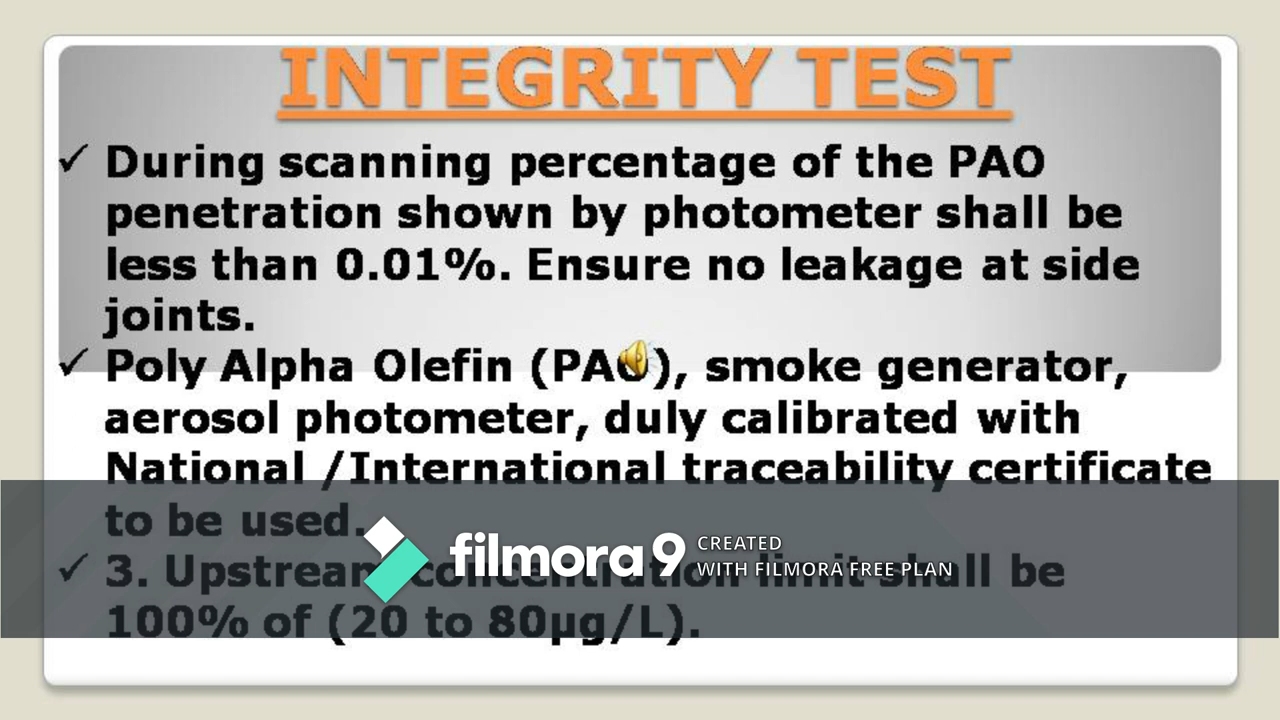 INTEGRITY TEST
✓ During scanning percentage of the PAO
penetration shown by photometer shall be
less than 0.01%. Ensure no leakage at side
joints.
✓ Poly Alpha Olefin (PAO), smoke generator,
aerosol photometer, duly calibrated with
National /International traceability certificate
to be used.
✓ 3. Upstream concentration limit shall be
100% of (20 to 80µg/L).
filmora 9
CREATED
WITH FILMORA FREE PLAN